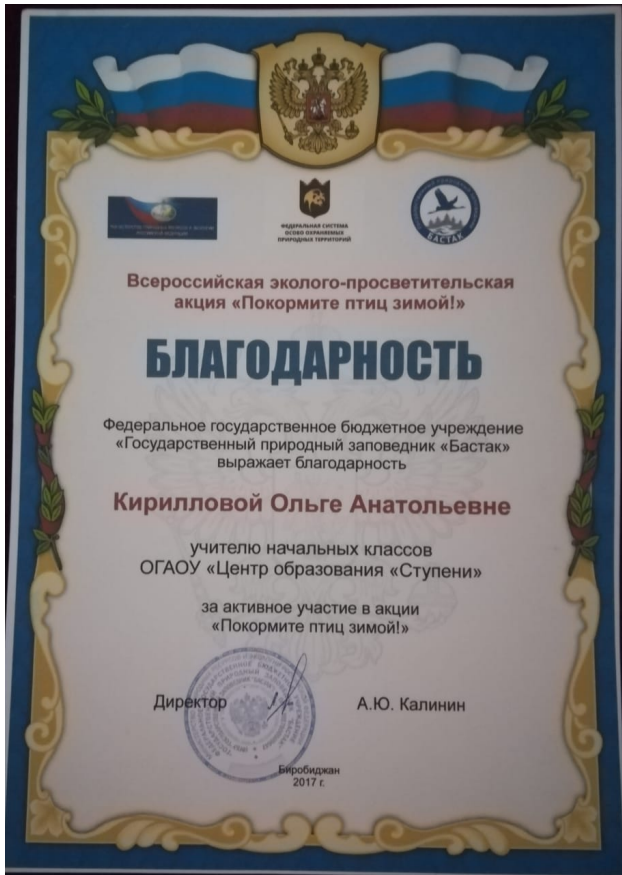 ФЕДЕРАЛЬНАЯ СИСТЕМА
ОСОБО ОХРАНЯЕМЫХ
ПРИРОДНЫХ ТЕРРИТОРИЙ
БАСТАК
Всероссийская эколого-просветительская
акция «Покормите птиц зимой!»
БЛАГОДАРНОСТЬ
Федеральное государственное бюджетное учреждение
«Государственный природный заповедник «Бастак»
выражает благодарность
Кирилловой Ольге Анатольевне
учителю начальных классов
ОГАОУ «Центр образования «Ступени»
за активное участие в акции
«Покормите птиц зимой!»
Директор А.Ю. Калинин
Биробиджан
2017 г.